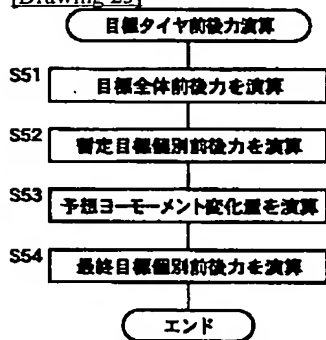 [Drawing 25]
目標タイヤ前後力演算
S51
目標全体前後力を演算
S52
暫定目標個別前後力を演算
S53
予想ヨーモーメント変化量を演算
S54
最終目標個別前後力を演算
エンド